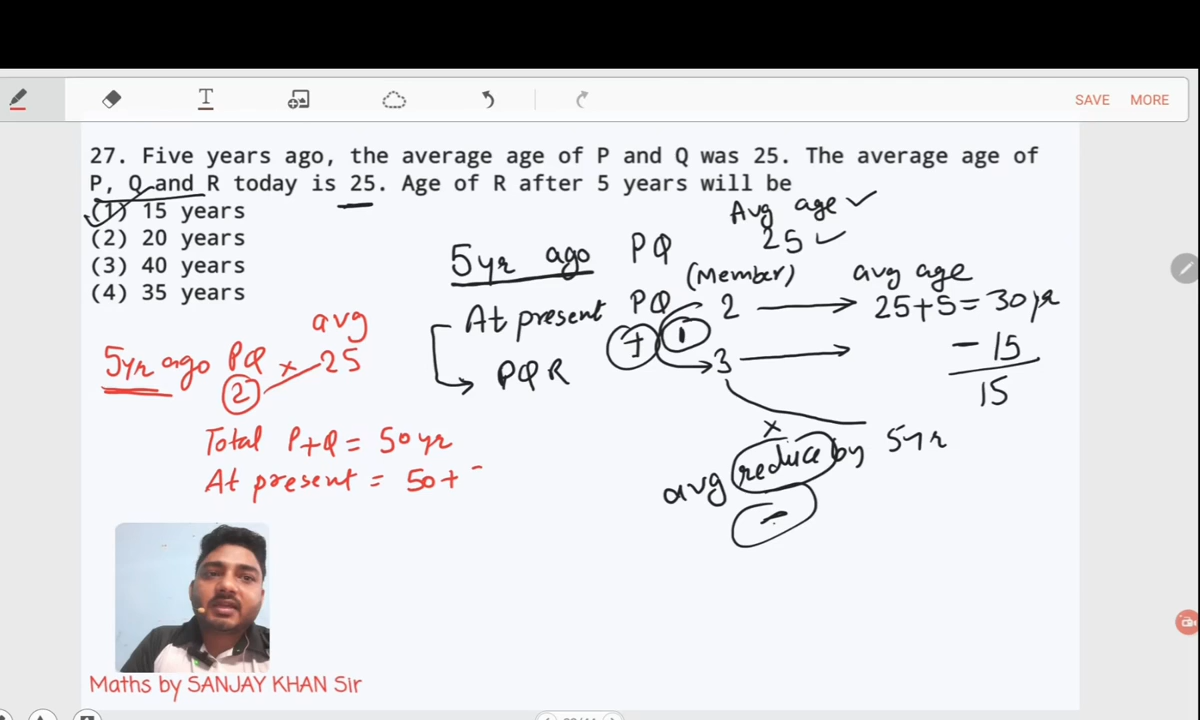 T
SAVE MORE
27. Five years ago, the average age of P and Q was 25. The average age of
P, Q and R today is 25. Age of R after 5 years will be
(1) 15 years
(2) 20 years
(3) 40 years
(4) 35 years
Avg age
5yr ago PQ 25
(Member) avg age
At present PQ 2 25+5=30yr
+ 1
PQR 3
- 15
15
avg reduce by 5yr
-
avg
5yr ago PQ × 25
2
Total P+Q = 50yr
At present = 50+
Maths by SANJAY KHAN Sir